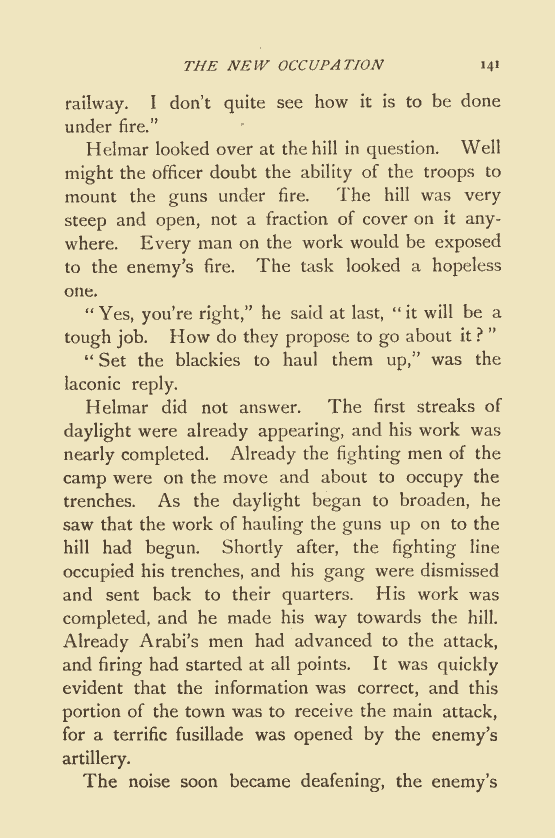 THE NEW OCCUPATION 141
railway. I don't quite see how it is to be done
under fire."
Helmar looked over at the hill in question. Well
might the officer doubt the ability of the troops to
mount the guns under fire. The hill was very
steep and open, not a fraction of cover on it any-
where. Every man on the work would be exposed
to the enemy's fire. The task looked a hopeless
one.
"Yes, you're right," he said at last, "it will be a
tough job. How do they propose to go about it?"
"Set the blackies to haul them up," was the
laconic reply.
Helmar did not answer. The first streaks of
daylight were already appearing, and his work was
nearly completed. Already the fighting men of the
camp were on the move and about to occupy the
trenches. As the daylight began to broaden, he
saw that the work of hauling the guns up on to the
hill had begun. Shortly after, the fighting line
occupied his trenches, and his gang were dismissed
and sent back to their quarters. His work was
completed, and he made his way towards the hill.
Already Arabi's men had advanced to the attack,
and firing had started at all points. It was quickly
evident that the information was correct, and this
portion of the town was to receive the main attack,
for a terrific fusillade was opened by the enemy's
artillery.
The noise soon became deafening, the enemy's